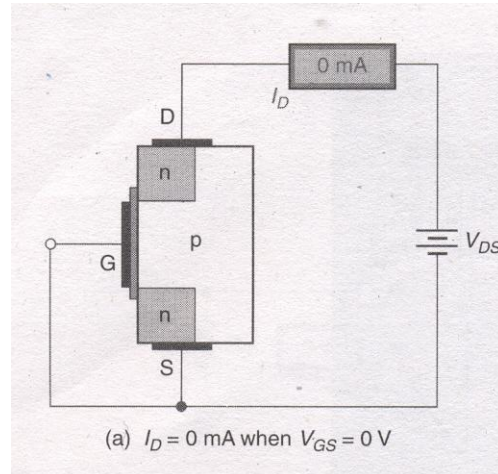 0 mA
I_D
D
n
p
V_DS
G
n
S
(a) I_D = 0 mA when V_GS = 0 V